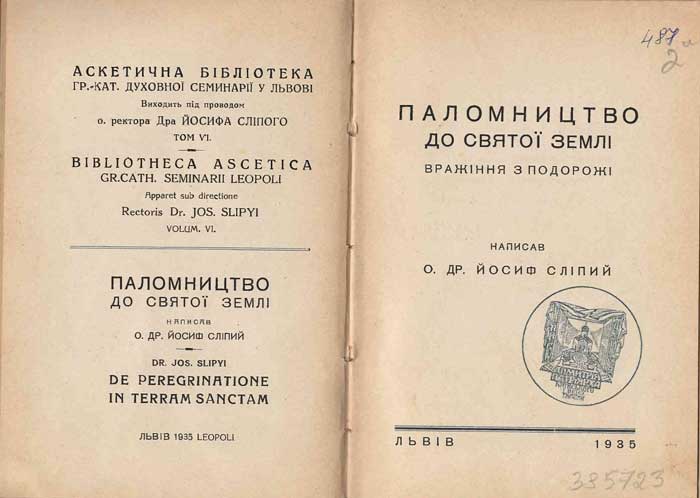 АСКЕТИЧНА БІБЛІОТЕКА
ГР.-КАТ. ДУХОВНОЇ СЕМИНАРІЇ У ЛЬВОВІ
Виходить під проводом
о. ректора Дра ЙОСИФА СЛІПОГО
ТОМ VI.
BIBLIOTHECA ASCETICA
GR.CATH. SEMINARII LEOPOLI
Apparet sub directione
Rectoris Dr. JOS. SLIPYI
VOLUM. VI.
ПАЛОМНИЦТВО
ДО СВЯТОЇ ЗЕМЛІ
НАПИСАВ
О. ДР. ЙОСИФ СЛІПИЙ
DR. JOS. SLIPYI
DE PEREGRINATIONE
IN TERRAM SANCTAM
ЛЬВІВ 1935 LEOPOLI
487
2
ПАЛОМНИЦТВО
ДО СВЯТОЇ ЗЕМЛІ
ВРАЖІННЯ З ПОДОРОЖІ
НАПИСАВ
О. ДР. ЙОСИФ СЛІПИЙ
ЛЬВІВ 1935
385723